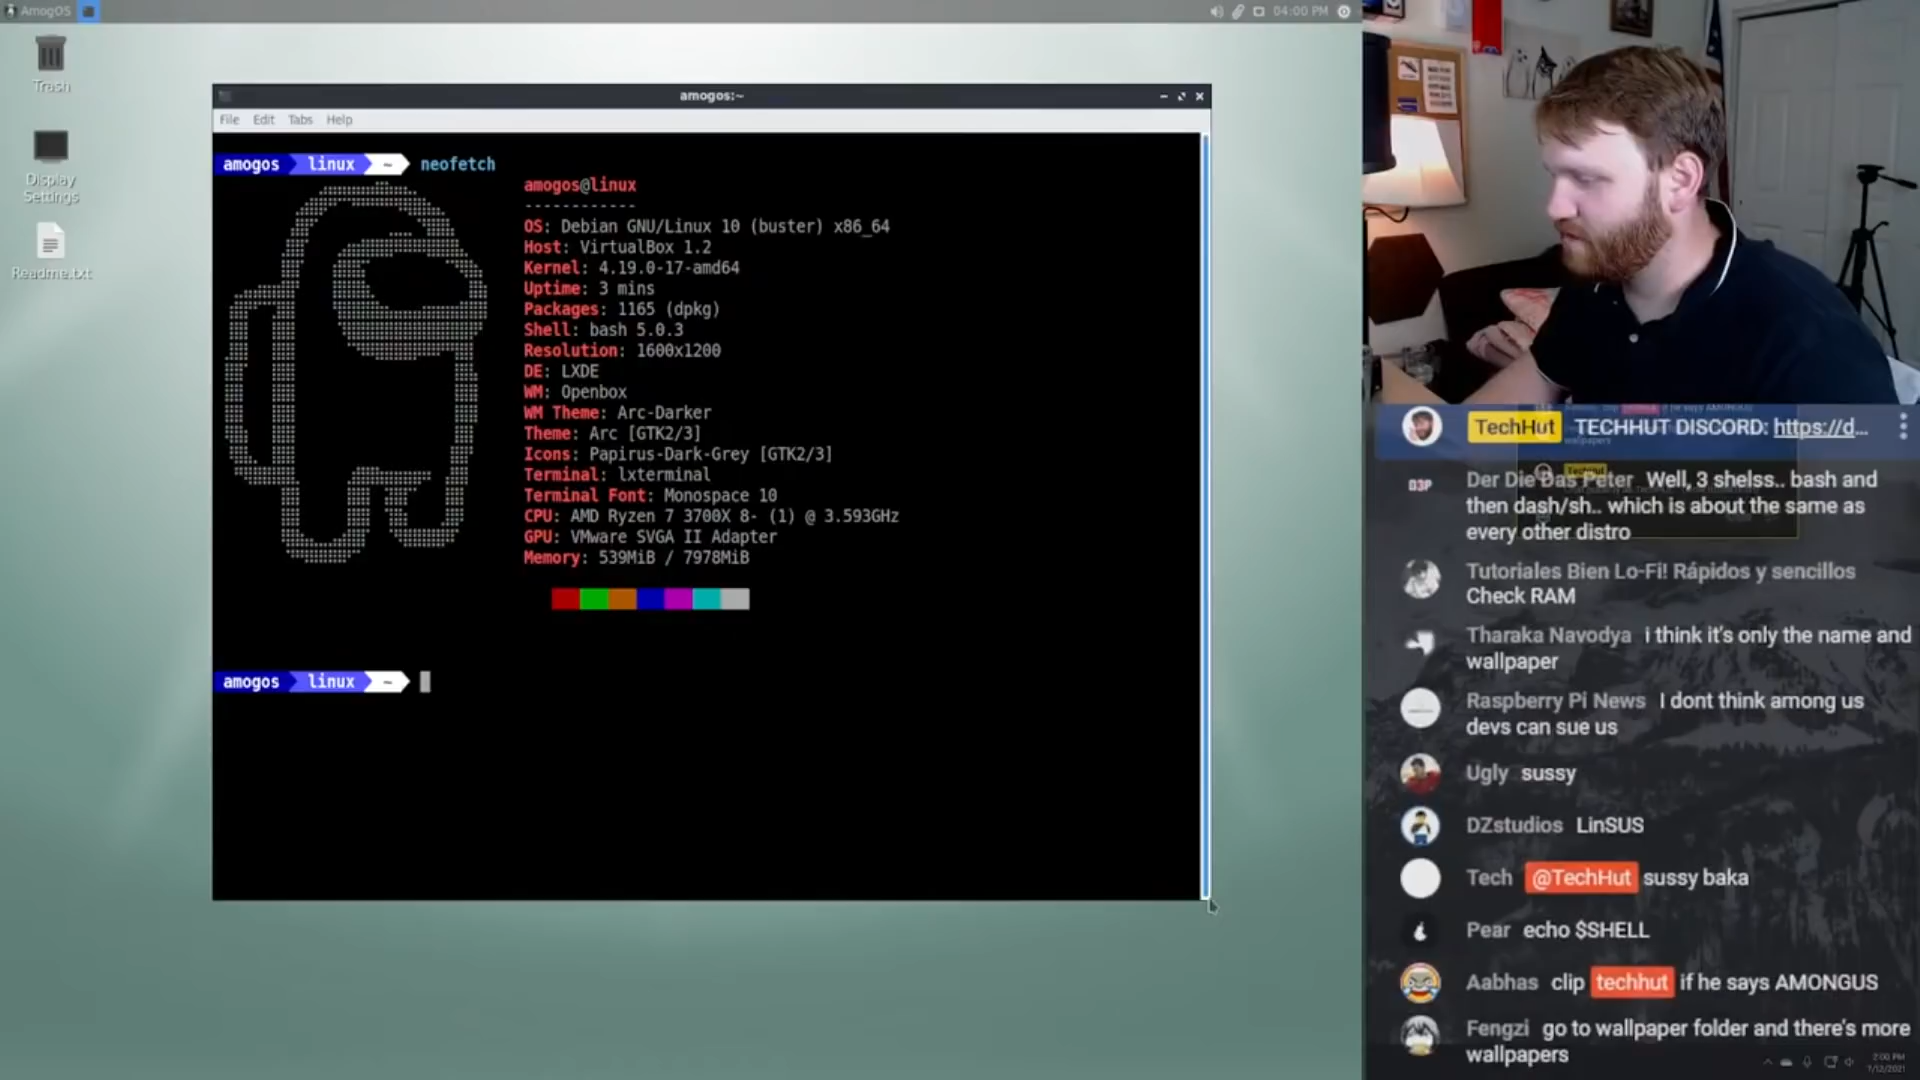 AmogOS
04:00 PM
Trash
Display
Settings
Readme.txt
amogos:~
File Edit Tabs Help
amogos linux ~ neofetch
amogos@linux
------------
OS: Debian GNU/Linux 10 (buster) x86_64
Host: VirtualBox 1.2
Kernel: 4.19.0-17-amd64
Uptime: 3 mins
Packages: 1165 (dpkg)
Shell: bash 5.0.3
Resolution: 1600x1200
DE: LXDE
WM: Openbox
WM Theme: Arc-Darker
Theme: Arc [GTK2/3]
Icons: Papirus-Dark-Grey [GTK2/3]
Terminal: lxterminal
Terminal Font: Monospace 10
CPU: AMD Ryzen 7 3700X 8- (1) @ 3.593GHz
GPU: VMware SVGA II Adapter
Memory: 539MiB / 7978MiB
amogos linux ~
TechHut TECHHUT DISCORD: https://d...
D3P
Der Die Das Peter Well, 3 shelss.. bash and
then dash/sh.. which is about the same as
every other distro
Tutoriales Bien Lo-Fi! Rápidos y sencillos
Check RAM
Tharaka Navodya i think it's only the name and
wallpaper
Raspberry Pi News I dont think among us
devs can sue us
Ugly sussy
DZstudios LinSUS
Tech @TechHut sussy baka
Pear echo $SHELL
Aabhas clip techhut if he says AMONGUS
Fengzi go to wallpaper folder and there's more
wallpapers
2:00 PM
7/12/2021